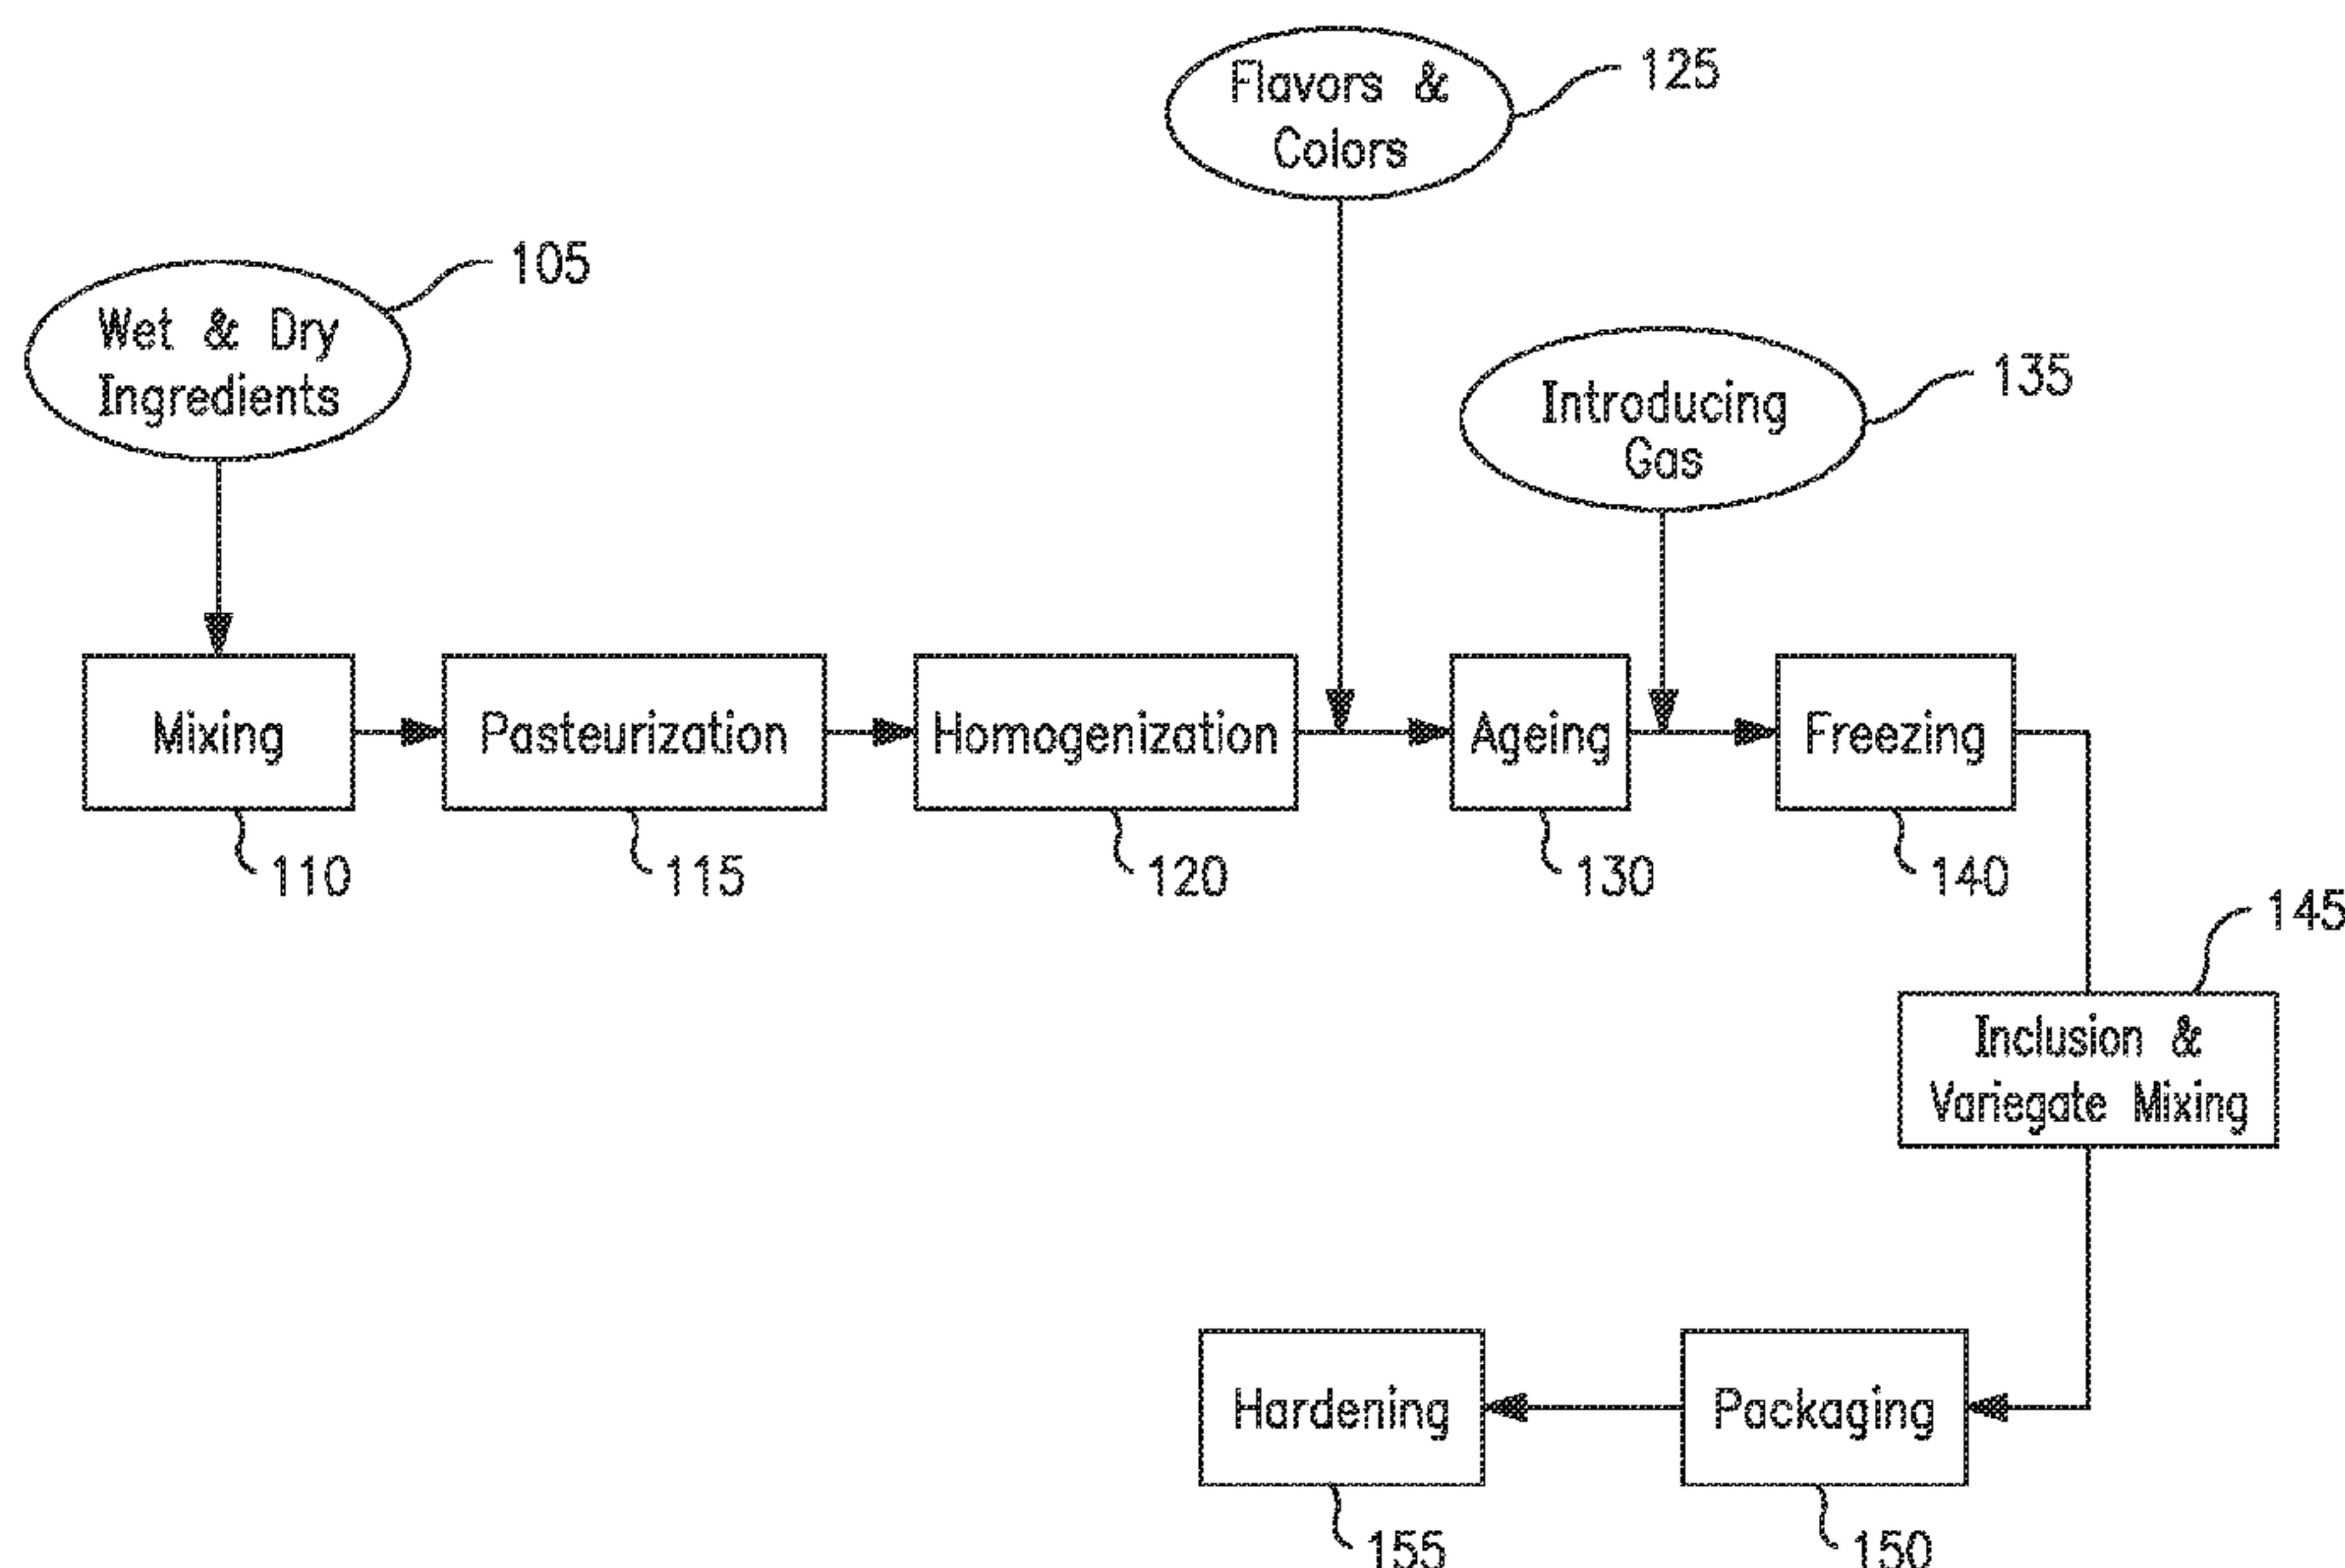 Flavors &
Colors
125
Wet & Dry
Ingredients
105
Introducing
Gas
135
Mixing
Pasteurization
Homogenization
Ageing
Freezing
110
115
120
130
140
145
Inclusion &
Variegate Mixing
Hardening
Packaging
155
150